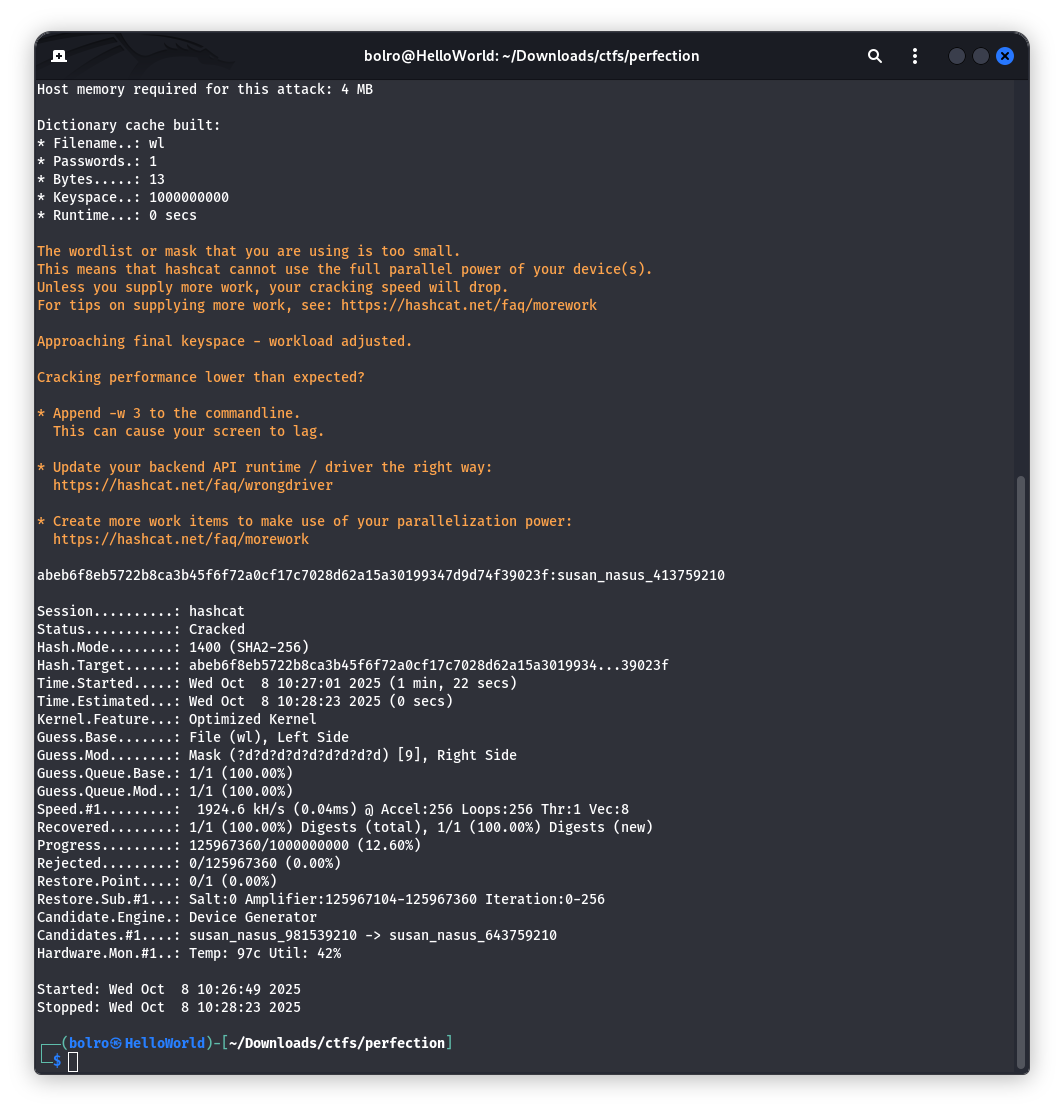 bolro@HelloWorld: ~/Downloads/ctfs/perfection
Host memory required for this attack: 4 MB
Dictionary cache built:
* Filename..: wl
* Passwords.: 1
* Bytes.....: 13
* Keyspace..: 1000000000
* Runtime...: 0 secs
The wordlist or mask that you are using is too small.
This means that hashcat cannot use the full parallel power of your device(s).
Unless you supply more work, your cracking speed will drop.
For tips on supplying more work, see: https://hashcat.net/faq/morework
Approaching final keyspace - workload adjusted.
Cracking performance lower than expected?
* Append -w 3 to the commandline.
  This can cause your screen to lag.
* Update your backend API runtime / driver the right way:
  https://hashcat.net/faq/wrongdriver
* Create more work items to make use of your parallelization power:
  https://hashcat.net/faq/morework
abeb6f8eb5722b8ca3b45f6f72a0cf17c7028d62a15a30199347d9d74f39023f:susan_nasus_413759210
Session..........: hashcat
Status...........: Cracked
Hash.Mode........: 1400 (SHA2-256)
Hash.Target......: abeb6f8eb5722b8ca3b45f6f72a0cf17c7028d62a15a3019934...39023f
Time.Started.....: Wed Oct  8 10:27:01 2025 (1 min, 22 secs)
Time.Estimated...: Wed Oct  8 10:28:23 2025 (0 secs)
Kernel.Feature...: Optimized Kernel
Guess.Base.......: File (wl), Left Side
Guess.Mod........: Mask (?d?d?d?d?d?d?d?d?d) [9], Right Side
Guess.Queue.Base.: 1/1 (100.00%)
Guess.Queue.Mod..: 1/1 (100.00%)
Speed.#1.........:  1924.6 kH/s (0.04ms) @ Accel:256 Loops:256 Thr:1 Vec:8
Recovered........: 1/1 (100.00%) Digests (total), 1/1 (100.00%) Digests (new)
Progress.........: 125967360/1000000000 (12.60%)
Rejected.........: 0/125967360 (0.00%)
Restore.Point....: 0/1 (0.00%)
Restore.Sub.#1...: Salt:0 Amplifier:125967104-125967360 Iteration:0-256
Candidate.Engine.: Device Generator
Candidates.#1....: susan_nasus_981539210 -> susan_nasus_643759210
Hardware.Mon.#1..: Temp: 97c Util: 42%
Started: Wed Oct  8 10:26:49 2025
Stopped: Wed Oct  8 10:28:23 2025
┌──(bolro㉿HelloWorld)-[~/Downloads/ctfs/perfection]
└─$